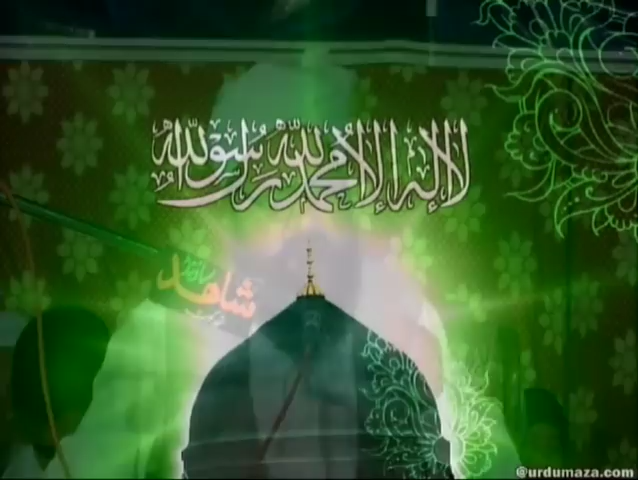 لا إله إلا الله محمد رسول الله
شاهد
@urdumaza.com